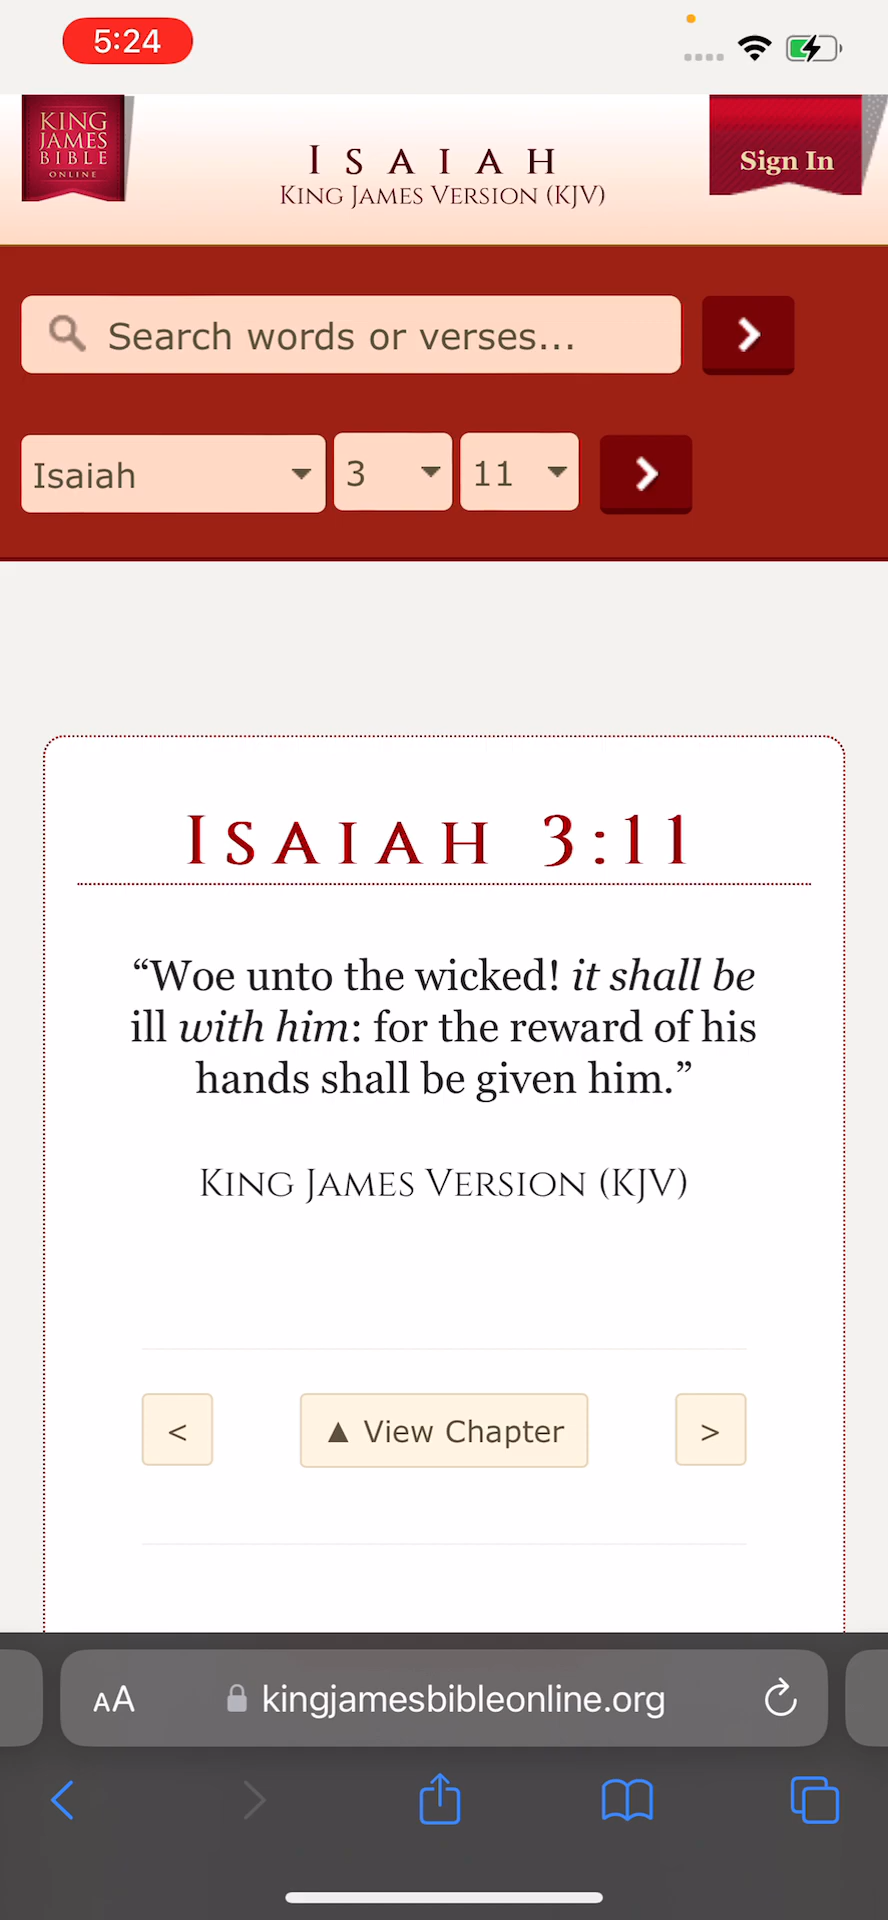 5:24
KING
JAMES
BIBLE
ONLINE
ISAIAH
KING JAMES VERSION (KJV)
Sign In
Search words or verses...
Isaiah
3
11
ISAIAH 3:11
“Woe unto the wicked! it shall be
ill with him: for the reward of his
hands shall be given him.”
KING JAMES VERSION (KJV)
<
▲ View Chapter
>
AA
kingjamesbibleonline.org